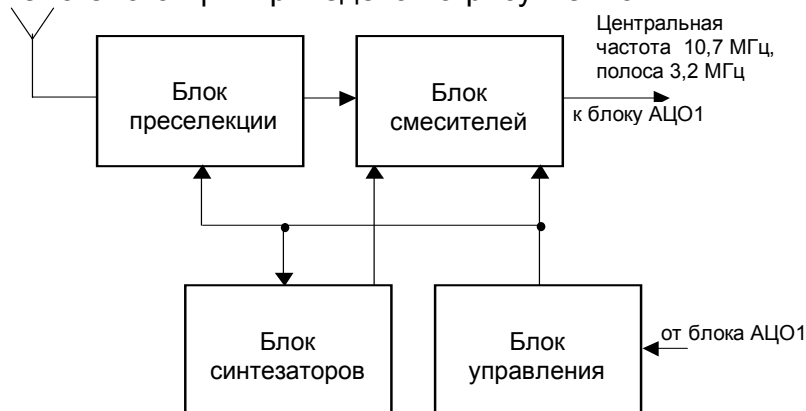 Центральная
частота 10,7 МГц,
полоса 3,2 МГц
Блок
преселекции
Блок
смесителей
к блоку АЦО1
Блок
синтезаторов
Блок
управления
от блока АЦО1